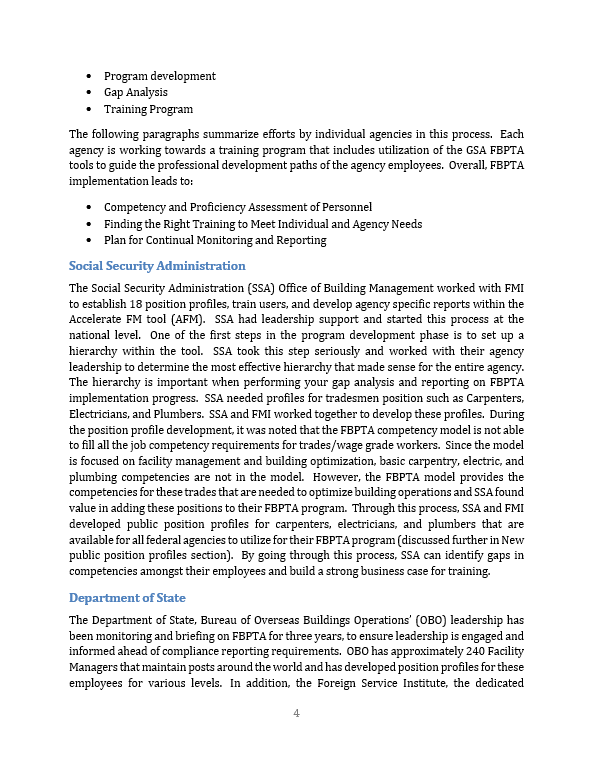 • Program development
• Gap Analysis
• Training Program
The following paragraphs summarize efforts by individual agencies in this process. Each
agency is working towards a training program that includes utilization of the GSA FBPTA
tools to guide the professional development paths of the agency employees. Overall, FBPTA
implementation leads to:
• Competency and Proficiency Assessment of Personnel
• Finding the Right Training to Meet Individual and Agency Needs
• Plan for Continual Monitoring and Reporting
Social Security Administration
The Social Security Administration (SSA) Office of Building Management worked with FMI
to establish 18 position profiles, train users, and develop agency specific reports within the
Accelerate FM tool (AFM). SSA had leadership support and started this process at the
national level. One of the first steps in the program development phase is to set up a
hierarchy within the tool. SSA took this step seriously and worked with their agency
leadership to determine the most effective hierarchy that made sense for the entire agency.
The hierarchy is important when performing your gap analysis and reporting on FBPTA
implementation progress. SSA needed profiles for tradesmen position such as Carpenters,
Electricians, and Plumbers. SSA and FMI worked together to develop these profiles. During
the position profile development, it was noted that the FBPTA competency model is not able
to fill all the job competency requirements for trades/wage grade workers. Since the model
is focused on facility management and building optimization, basic carpentry, electric, and
plumbing competencies are not in the model. However, the FBPTA model provides the
competencies for these trades that are needed to optimize building operations and SSA found
value in adding these positions to their FBPTA program. Through this process, SSA and FMI
developed public position profiles for carpenters, electricians, and plumbers that are
available for all federal agencies to utilize for their FBPTA program (discussed further in New
public position profiles section). By going through this process, SSA can identify gaps in
competencies amongst their employees and build a strong business case for training.
Department of State
The Department of State, Bureau of Overseas Buildings Operations’ (OBO) leadership has
been monitoring and briefing on FBPTA for three years, to ensure leadership is engaged and
informed ahead of compliance reporting requirements. OBO has approximately 240 Facility
Managers that maintain posts around the world and has developed position profiles for these
employees for various levels. In addition, the Foreign Service Institute, the dedicated
4